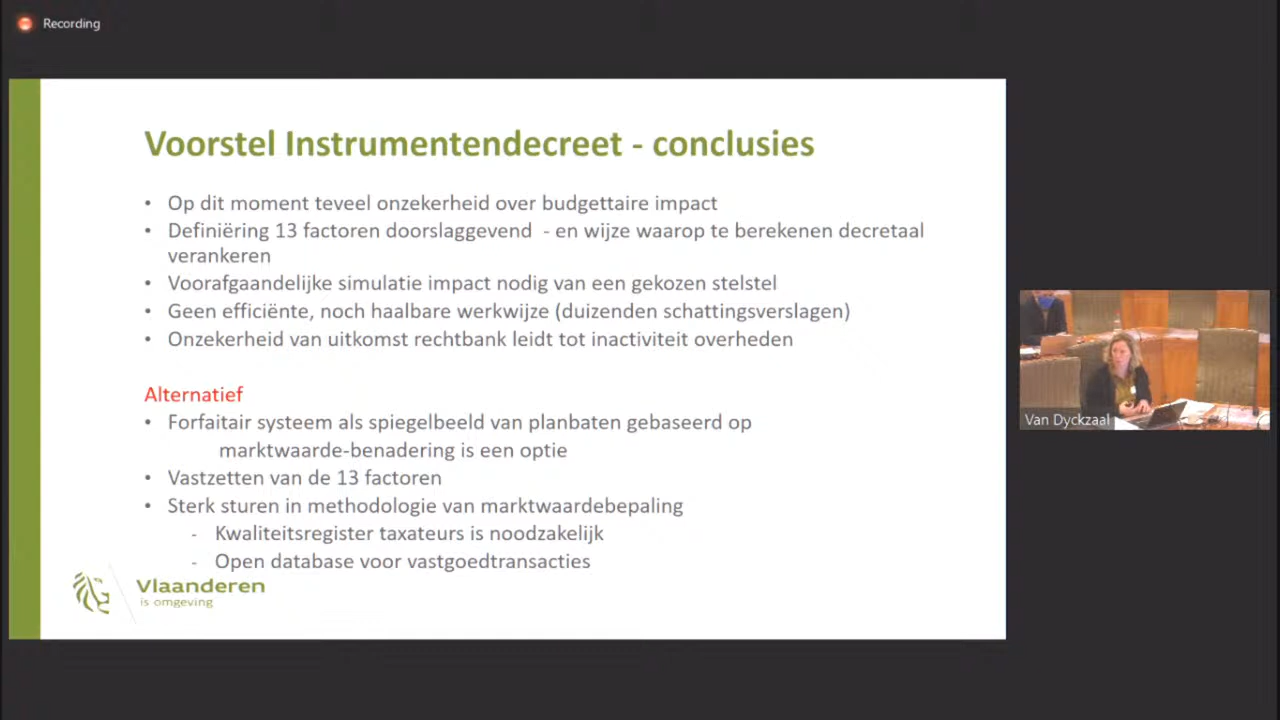 Recording
Voorstel Instrumentendecreet - conclusies
• Op dit moment teveel onzekerheid over budgettaire impact
• Definiëring 13 factoren doorslaggevend - en wijze waarop te berekenen decretaal
verankeren
• Voorafgaandelijke simulatie impact nodig van een gekozen stelstel
• Geen efficiënte, noch haalbare werkwijze (duizenden schattingsverslagen)
• Onzekerheid van uitkomst rechtbank leidt tot inactiviteit overheden
Alternatief
• Forfaitair systeem als spiegelbeeld van planbaten gebaseerd op
marktwaarde-benadering is een optie
• Vastzetten van de 13 factoren
• Sterk sturen in methodologie van marktwaardebepaling
- Kwaliteitsregister taxateurs is noodzakelijk
- Open database voor vastgoedtransacties
Vlaanderen
is omgeving
Van Dyckzaal